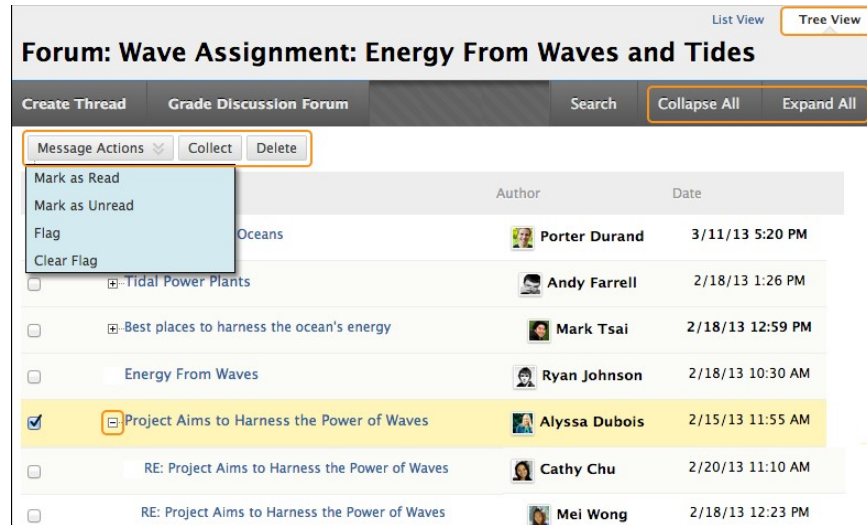 List View Tree View
Forum: Wave Assignment: Energy From Waves and Tides
Create Thread Grade Discussion Forum Search Collapse All Expand All
Message Actions Collect Delete
Mark as Read
Mark as Unread
Flag
Clear Flag
Author Date
Oceans Porter Durand 3/11/13 5:20 PM
Tidal Power Plants Andy Farrell 2/18/13 1:26 PM
Best places to harness the ocean's energy Mark Tsai 2/18/13 12:59 PM
Energy From Waves Ryan Johnson 2/18/13 10:30 AM
Project Aims to Harness the Power of Waves Alyssa Dubois 2/15/13 11:55 AM
RE: Project Aims to Harness the Power of Waves Cathy Chu 2/20/13 11:10 AM
RE: Project Aims to Harness the Power of Waves Mei Wong 2/18/13 12:23 PM